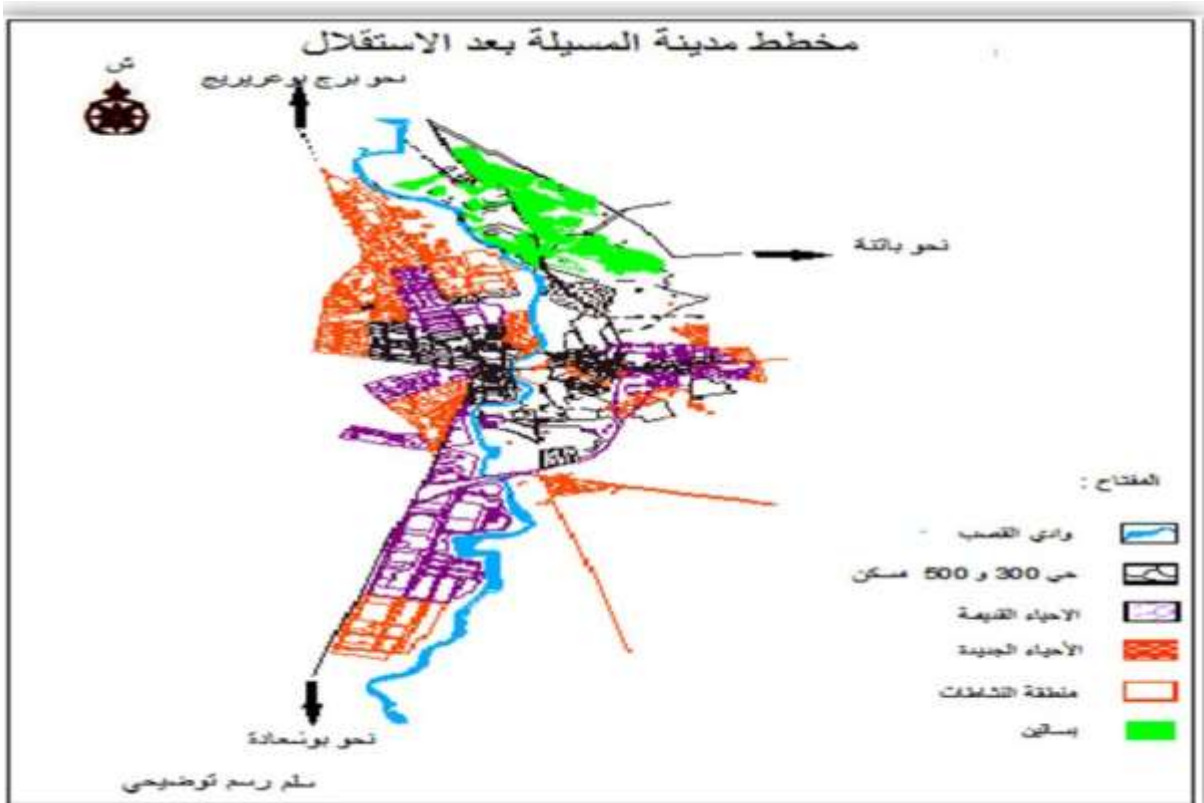 مخطط مدينة المسيلة بعد الاستقلال
ش
نحو برج بوعريريج
نحو باتنة
المفتاح :
وادي القصب
حي 300 و 500 مسكن
الاحياء القديمة
الأحياء الجديدة
منطقة النشاطات
بساتين
نحو بوسعادة
سلم رسم توضيحي